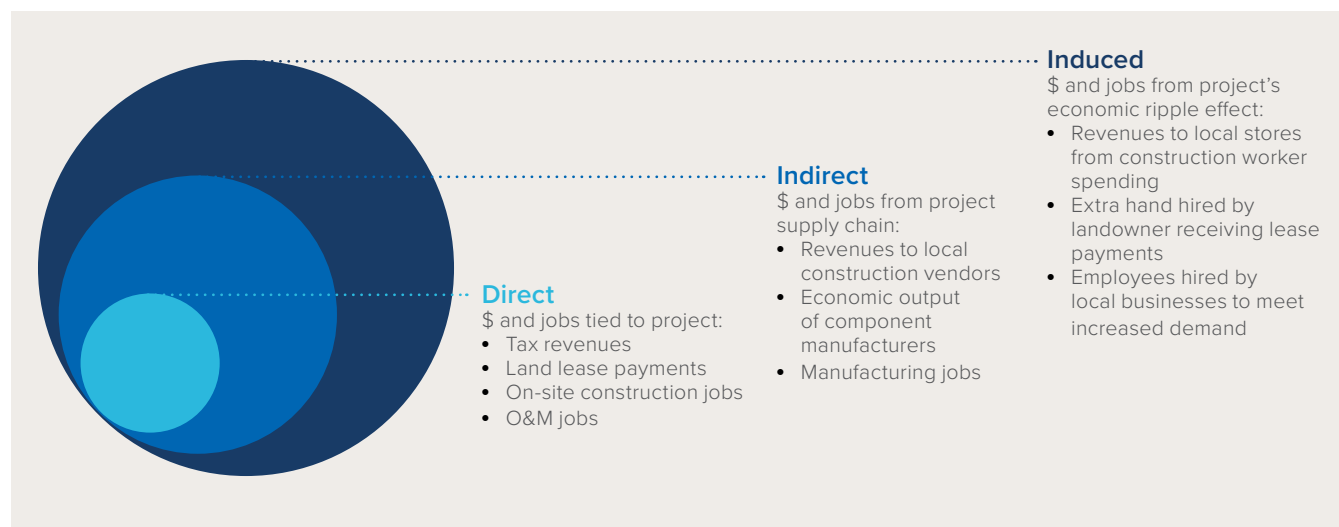 Induced
$ and jobs from project’s
economic ripple effect:
• Revenues to local stores
from construction worker
spending
• Extra hand hired by
landowner receiving lease
payments
• Employees hired by
local businesses to meet
increased demand
Indirect
$ and jobs from project
supply chain:
• Revenues to local
construction vendors
• Economic output
of component
manufacturers
• Manufacturing jobs
Direct
$ and jobs tied to project:
• Tax revenues
• Land lease payments
• On-site construction jobs
• O&M jobs